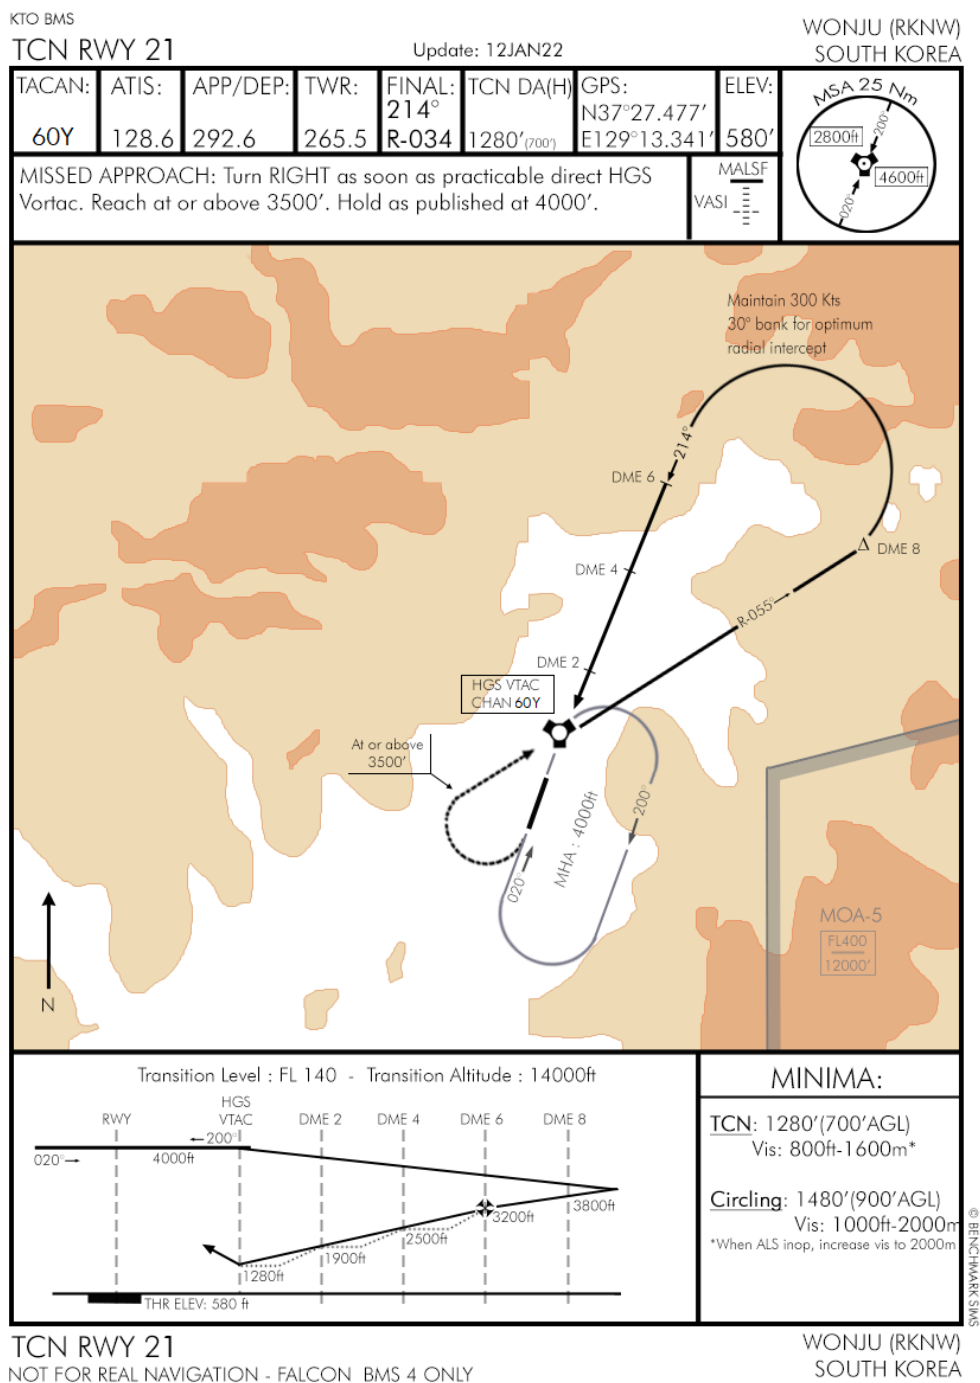 KTO BMS
TCN RWY 21
Update: 12JAN22
WONJU (RKNW)
SOUTH KOREA
TACAN:
60Y
ATIS:
128.6
APP/DEP:
292.6
TWR:
265.5
FINAL:
214°
R-034
TCN DA(H)
1280'(700')
GPS:
N37°27.477'
E129°13.341'
ELEV:
580'
MSA 25 Nm
2800ft
200°
4600ft
020°
MISSED APPROACH: Turn RIGHT as soon as practicable direct HGS
Vortac. Reach at or above 3500'. Hold as published at 4000'.
MALSF
VASI
Maintain 300 Kts
30° bank for optimum
radial intercept
214°
DME 6
DME 8
DME 4
R-055°
DME 2
HGS VTAC
CHAN 60Y
At or above
3500'
200°
MHA : 4000ft
020°
MOA-5
FL400
12000'
N
Transition Level : FL 140 - Transition Altitude : 14000ft
HGS
RWY VTAC DME 2 DME 4 DME 6 DME 8
200°
020°
4000ft
3800ft
3200ft
2500ft
1900ft
1280ft
THR ELEV: 580 ft
MINIMA:
TCN: 1280'(700'AGL)
Vis: 800ft-1600m*
Circling: 1480'(900'AGL)
Vis: 1000ft-2000m
*When ALS inop, increase vis to 2000m
© BENCHMARK SIMS
TCN RWY 21
NOT FOR REAL NAVIGATION - FALCON BMS 4 ONLY
WONJU (RKNW)
SOUTH KOREA